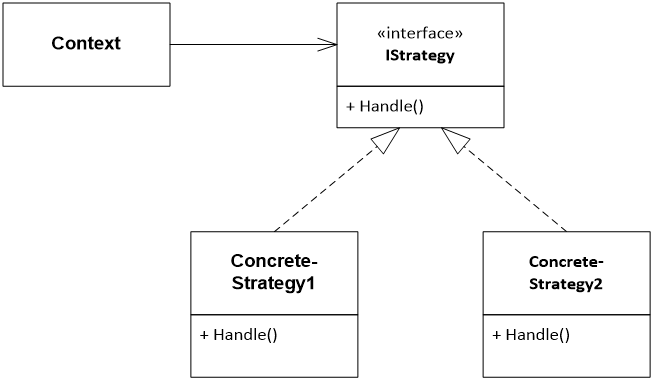 Context
«interface»
IStrategy
+ Handle()
Concrete-
Strategy1
+ Handle()
Concrete-
Strategy2
+ Handle()